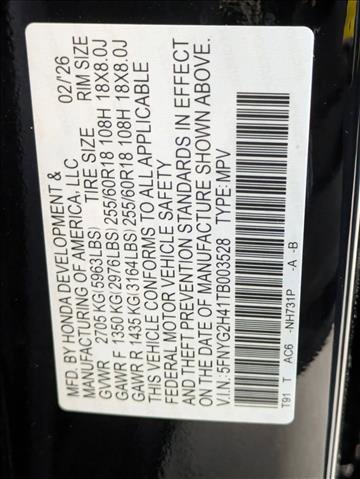 MFD. BY HONDA DEVELOPMENT & 02/'26
MANUFACTURING OF AMERICA, LLC
TIRE SIZE RIM SIZE
GVWR 2705 KG(5963LBS)
GAWR F 1350 KG(2976LBS) 255/60R18 108H 18X8.0J
GAWR R 1435 KG(3164LBS) 255/60R18 108H 18X8.0J
THIS VEHICLE CONFORMS TO ALL APPLICABLE
FEDERAL MOTOR VEHICLE SAFETY
AND THEFT PREVENTION STANDARDS IN EFFECT
ON THE DATE OF MANUFACTURE SHOWN ABOVE.
V.I.N.:5FNYG2H41TB003528 TYPE:MPV
T91 T AC6 -NH731P -A -B